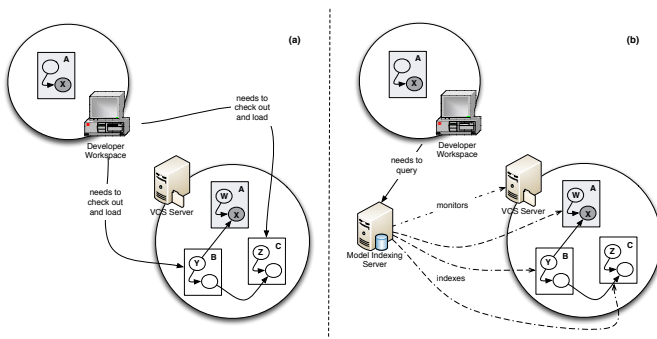 (a)
A
X
needs to
check out
and load
Developer
Workspace
needs to
check out
and load
VCS Server
A
W
X
B
Y
C
Z
(b)
A
X
Developer
Workspace
needs to
query
monitors
VCS Server
Model Indexing
Server
indexes
A
W
X
B
Y
C
Z